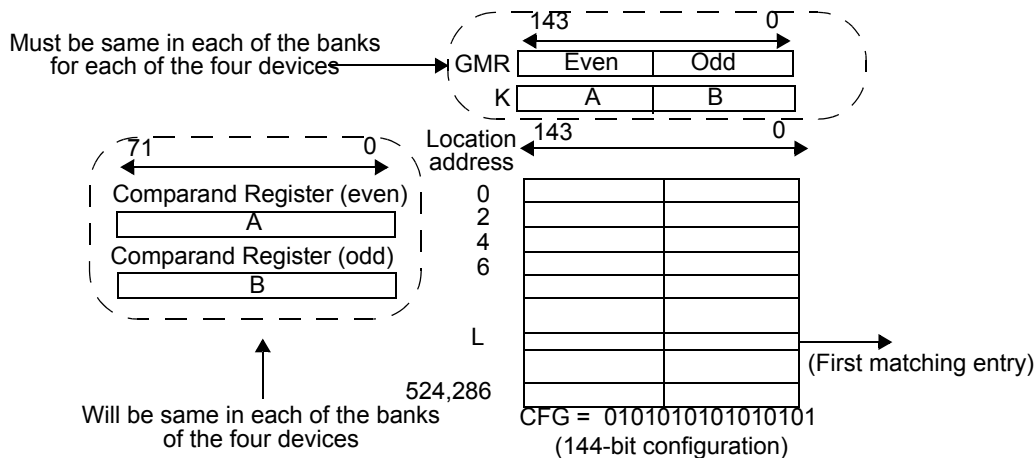 143 0
Must be same in each of the banks
for each of the four devices
GMR Even Odd
K A B
Location
address
143 0
71 0
Comparand Register (even)
A
Comparand Register (odd)
B
0
2
4
6
L
(First matching entry)
524,286
Will be same in each of the banks
of the four devices
CFG = 0101010101010101
(144-bit configuration)